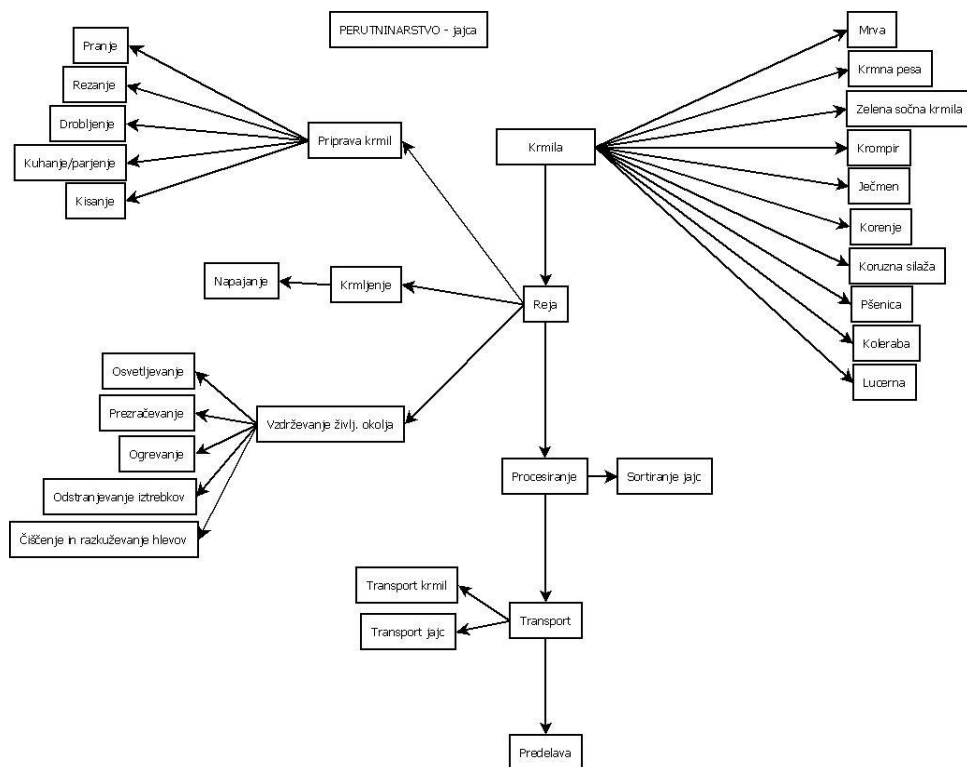 PERUTNINARSTVO - jajca
Pranje
Rezanje
Drobljenje
Kuhanje/parjenje
Kisanje
Priprava krmil
Krmila
Mrva
Krmna pesa
Zelena sočna krmila
Krompir
Ječmen
Korenje
Koruzna silaža
Pšenica
Koleraba
Lucerna
Napajanje
Krmljenje
Reja
Osvetljevanje
Prezračevanje
Ogrevanje
Odstranjevanje iztrebkov
Čiščenje in razkuževanje hlevov
Vzdrževanje življ. okolja
Procesiranje
Sortiranje jajc
Transport krmil
Transport jajc
Transport
Predelava